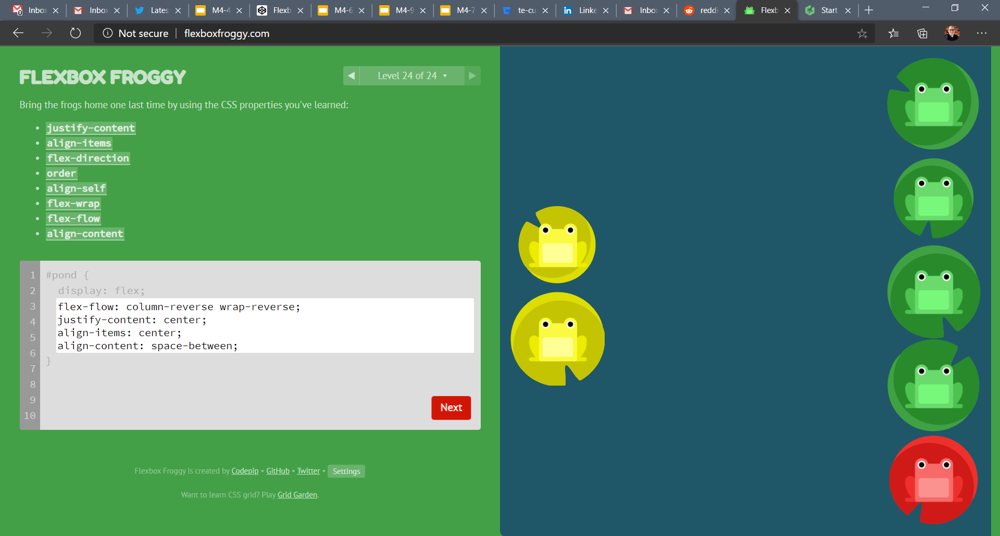 Inbox
Inbox
Lates
M4-4
Flexb
M4-6
M4-9
M4-7
te-cu
Linke
Inbo
reddi
Flexb
Start
Not secure
flexboxfroggy.com
FLEXBOX FROGGY
Level 24 of 24
Bring the frogs home one last time by using the CSS properties you've learned:
justify-content
align-items
flex-direction
order
align-self
flex-wrap
flex-flow
align-content
1 #pond {
2 display: flex;
3 flex-flow: column-reverse wrap-reverse;
4 justify-content: center;
5 align-items: center;
6 align-content: space-between;
7 }
8
9
10
Next
Flexbox Froggy is created by Codepip • GitHub • Twitter • Settings
Want to learn CSS grid? Play Grid Garden.